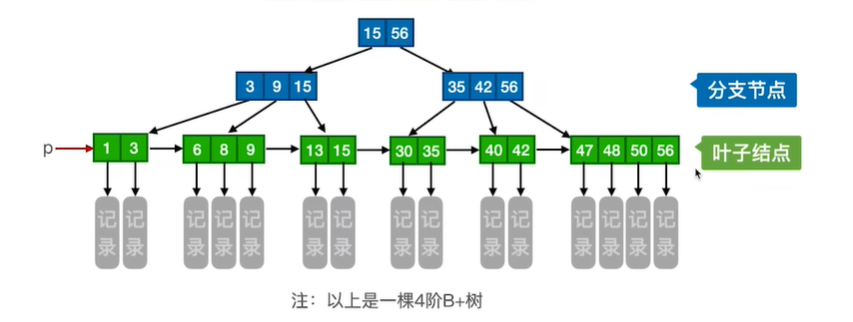 15 56
3 9 15
35 42 56
分支节点
p
1 3
6 8 9
13 15
30 35
40 42
47 48 50 56
叶子结点
记录 记录 记录 记录 记录 记录 记录 记录 记录 记录 记录 记录 记录 记录 记录
注：以上是一棵4阶B+树